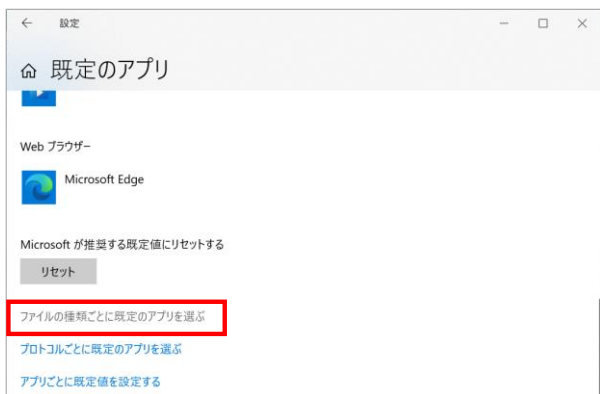 設定
既定のアプリ
Web ブラウザー
Microsoft Edge
Microsoft が推奨する既定値にリセットする
リセット
ファイルの種類ごとに既定のアプリを選ぶ
プロトコルごとに既定のアプリを選ぶ
アプリごとに既定値を設定する